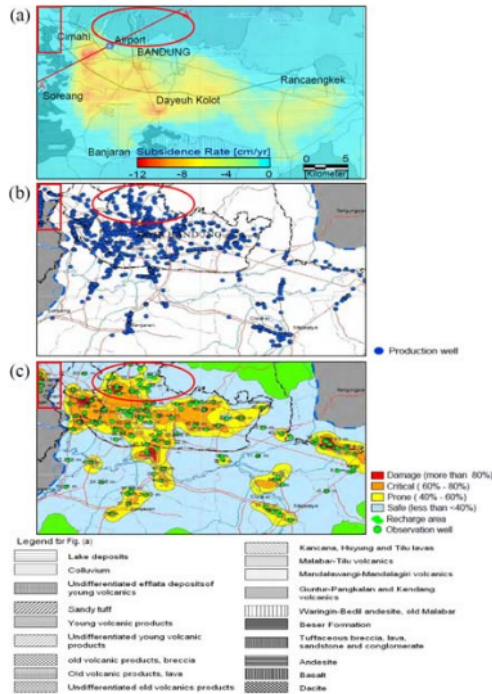 (a)
Cimahi
Airport
BANDUNG
Rancaengkek
Soreang
Dayeuh Kolot
Banjaran
Subsidence Rate [cm/yr]
-12 -8 -4 0
0 5
[Kilometer]
(b)
BANDUNG
Production well
(c)
Damage (more than 80%)
Critical (60% - 80%)
Prone (40% - 60%)
Safe (less than <40%)
Recharge area
Observation well
Legend for Fig. (a)
Lake deposits
Colluvium
Undifferentiated efflata depositsof
young volcanics
Sandy tuff
Young volcanic products
Undifferentiated young volcanic
products
old volcanic products, breccia
Old volcanic products, lava
Undifferentiated old volcanics products
Kancana, Huyung and Tilu lavas
Malabar-Tilu volcanics
Mandalawangi-Mandalagiri volcanics
Guntur-Pangkalan and Kendang
volcanics
Waringin-Bedil andesite, old Malabar
Beser Formation
Tuffaceous breccia, lava,
sandstone and conglomerate
Andesite
Basalt
Dacite